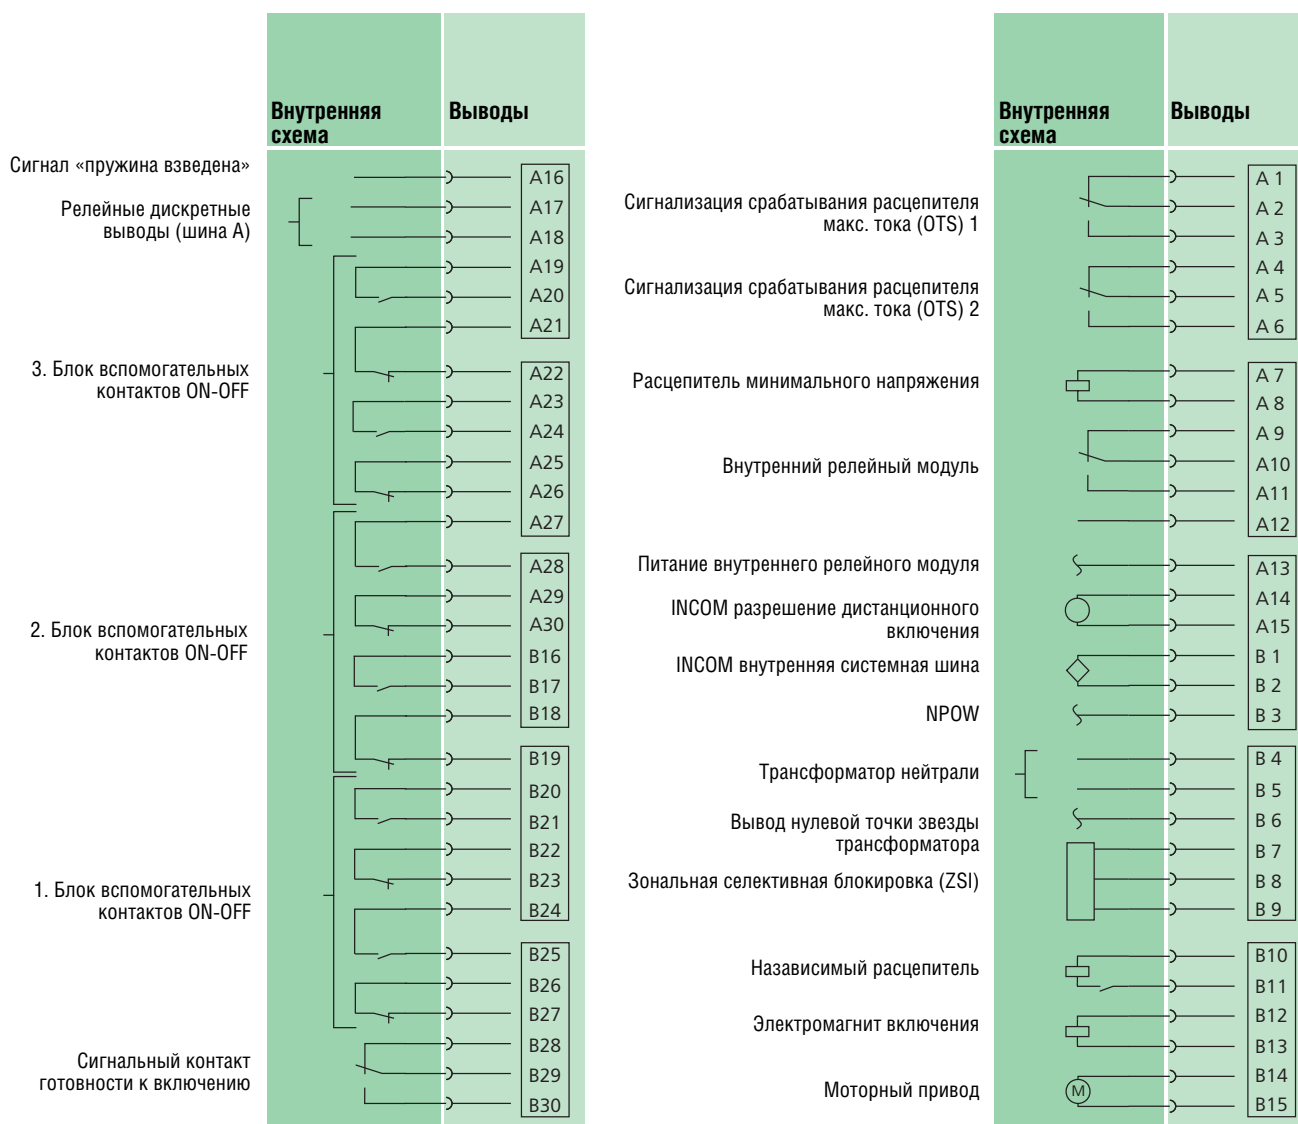 Внутренняя
схема
Выводы
Сигнал «пружина взведена»
Релейные дискретные
выводы (шина А)
3. Блок вспомогательных
контактов ON-OFF
2. Блок вспомогательных
контактов ON-OFF
1. Блок вспомогательных
контактов ON-OFF
Сигнальный контакт
готовности к включению
A16
A17
A18
A19
A20
A21
A22
A23
A24
A25
A26
A27
A28
A29
A30
B16
B17
B18
B19
B20
B21
B22
B23
B24
B25
B26
B27
B28
B29
B30
Внутренняя
схема
Выводы
Сигнализация срабатывания расцепителя
макс. тока (OTS) 1
Сигнализация срабатывания расцепителя
макс. тока (OTS) 2
Расцепитель минимального напряжения
Внутренний релейный модуль
Питание внутреннего релейного модуля
INCOM разрешение дистанционного
включения
INCOM внутренняя системная шина
NPOW
Трансформатор нейтрали
Вывод нулевой точки звезды
трансформатора
Зональная селективная блокировка (ZSI)
Назависимый расцепитель
Электромагнит включения
Моторный привод
M
A 1
A 2
A 3
A 4
A 5
A 6
A 7
A 8
A 9
A10
A11
A12
A13
A14
A15
B 1
B 2
B 3
B 4
B 5
B 6
B 7
B 8
B 9
B10
B11
B12
B13
B14
B15